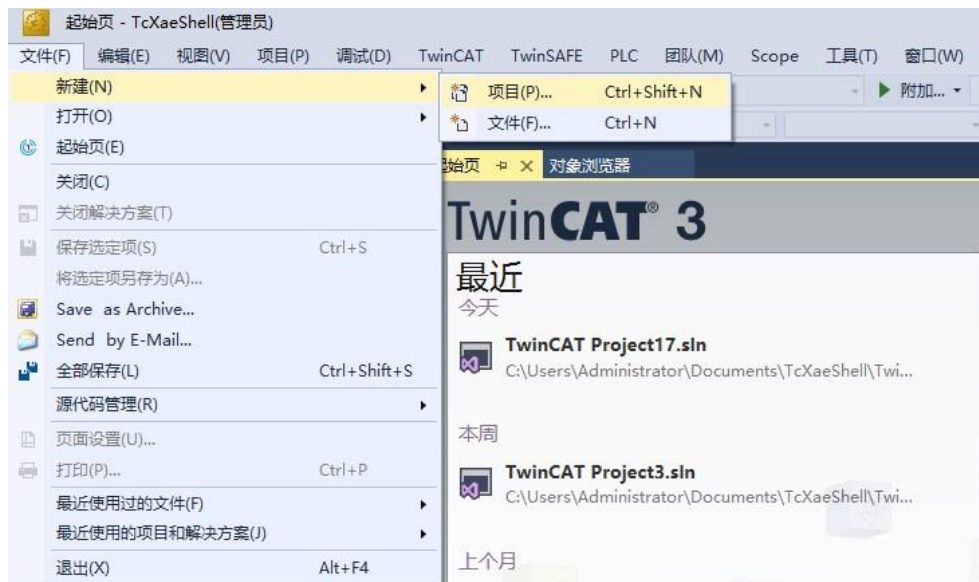 起始页 - TcXaeShell(管理员)
文件(F) 编辑(E) 视图(V) 项目(P) 调试(D) TwinCAT TwinSAFE PLC 团队(M) Scope 工具(T) 窗口(W)
新建(N)
项目(P)... Ctrl+Shift+N
附加...
打开(O)
文件(F)... Ctrl+N
起始页(E)
起始页 对象浏览器
关闭(C)
关闭解决方案(T)
TwinCAT® 3
保存选定项(S) Ctrl+S
将选定项另存为(A)...
最近
今天
Save as Archive...
Send by E-Mail...
TwinCAT Project17.sln
全部保存(L) Ctrl+Shift+S
C:\Users\Administrator\Documents\TcXaeShell\Twi...
源代码管理(R)
页面设置(U)...
本周
打印(P)... Ctrl+P
TwinCAT Project3.sln
最近使用过的文件(F)
C:\Users\Administrator\Documents\TcXaeShell\Twi...
最近使用的项目和解决方案(J)
退出(X) Alt+F4
上个月